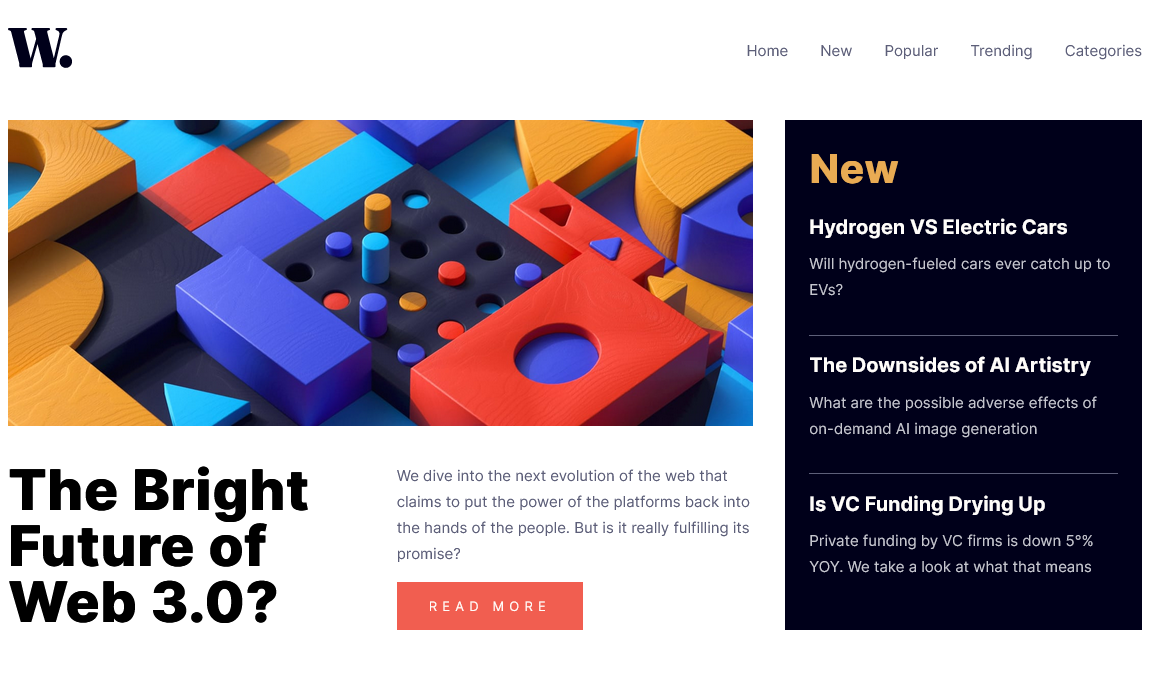 W.
Home New Popular Trending Categories
The Bright
Future of
Web 3.0?
We dive into the next evolution of the web that
claims to put the power of the platforms back into
the hands of the people. But is it really fulfilling its
promise?
READ MORE
New
Hydrogen VS Electric Cars
Will hydrogen-fueled cars ever catch up to
EVs?
The Downsides of AI Artistry
What are the possible adverse effects of
on-demand AI image generation
Is VC Funding Drying Up
Private funding by VC firms is down 5°%
YOY. We take a look at what that means